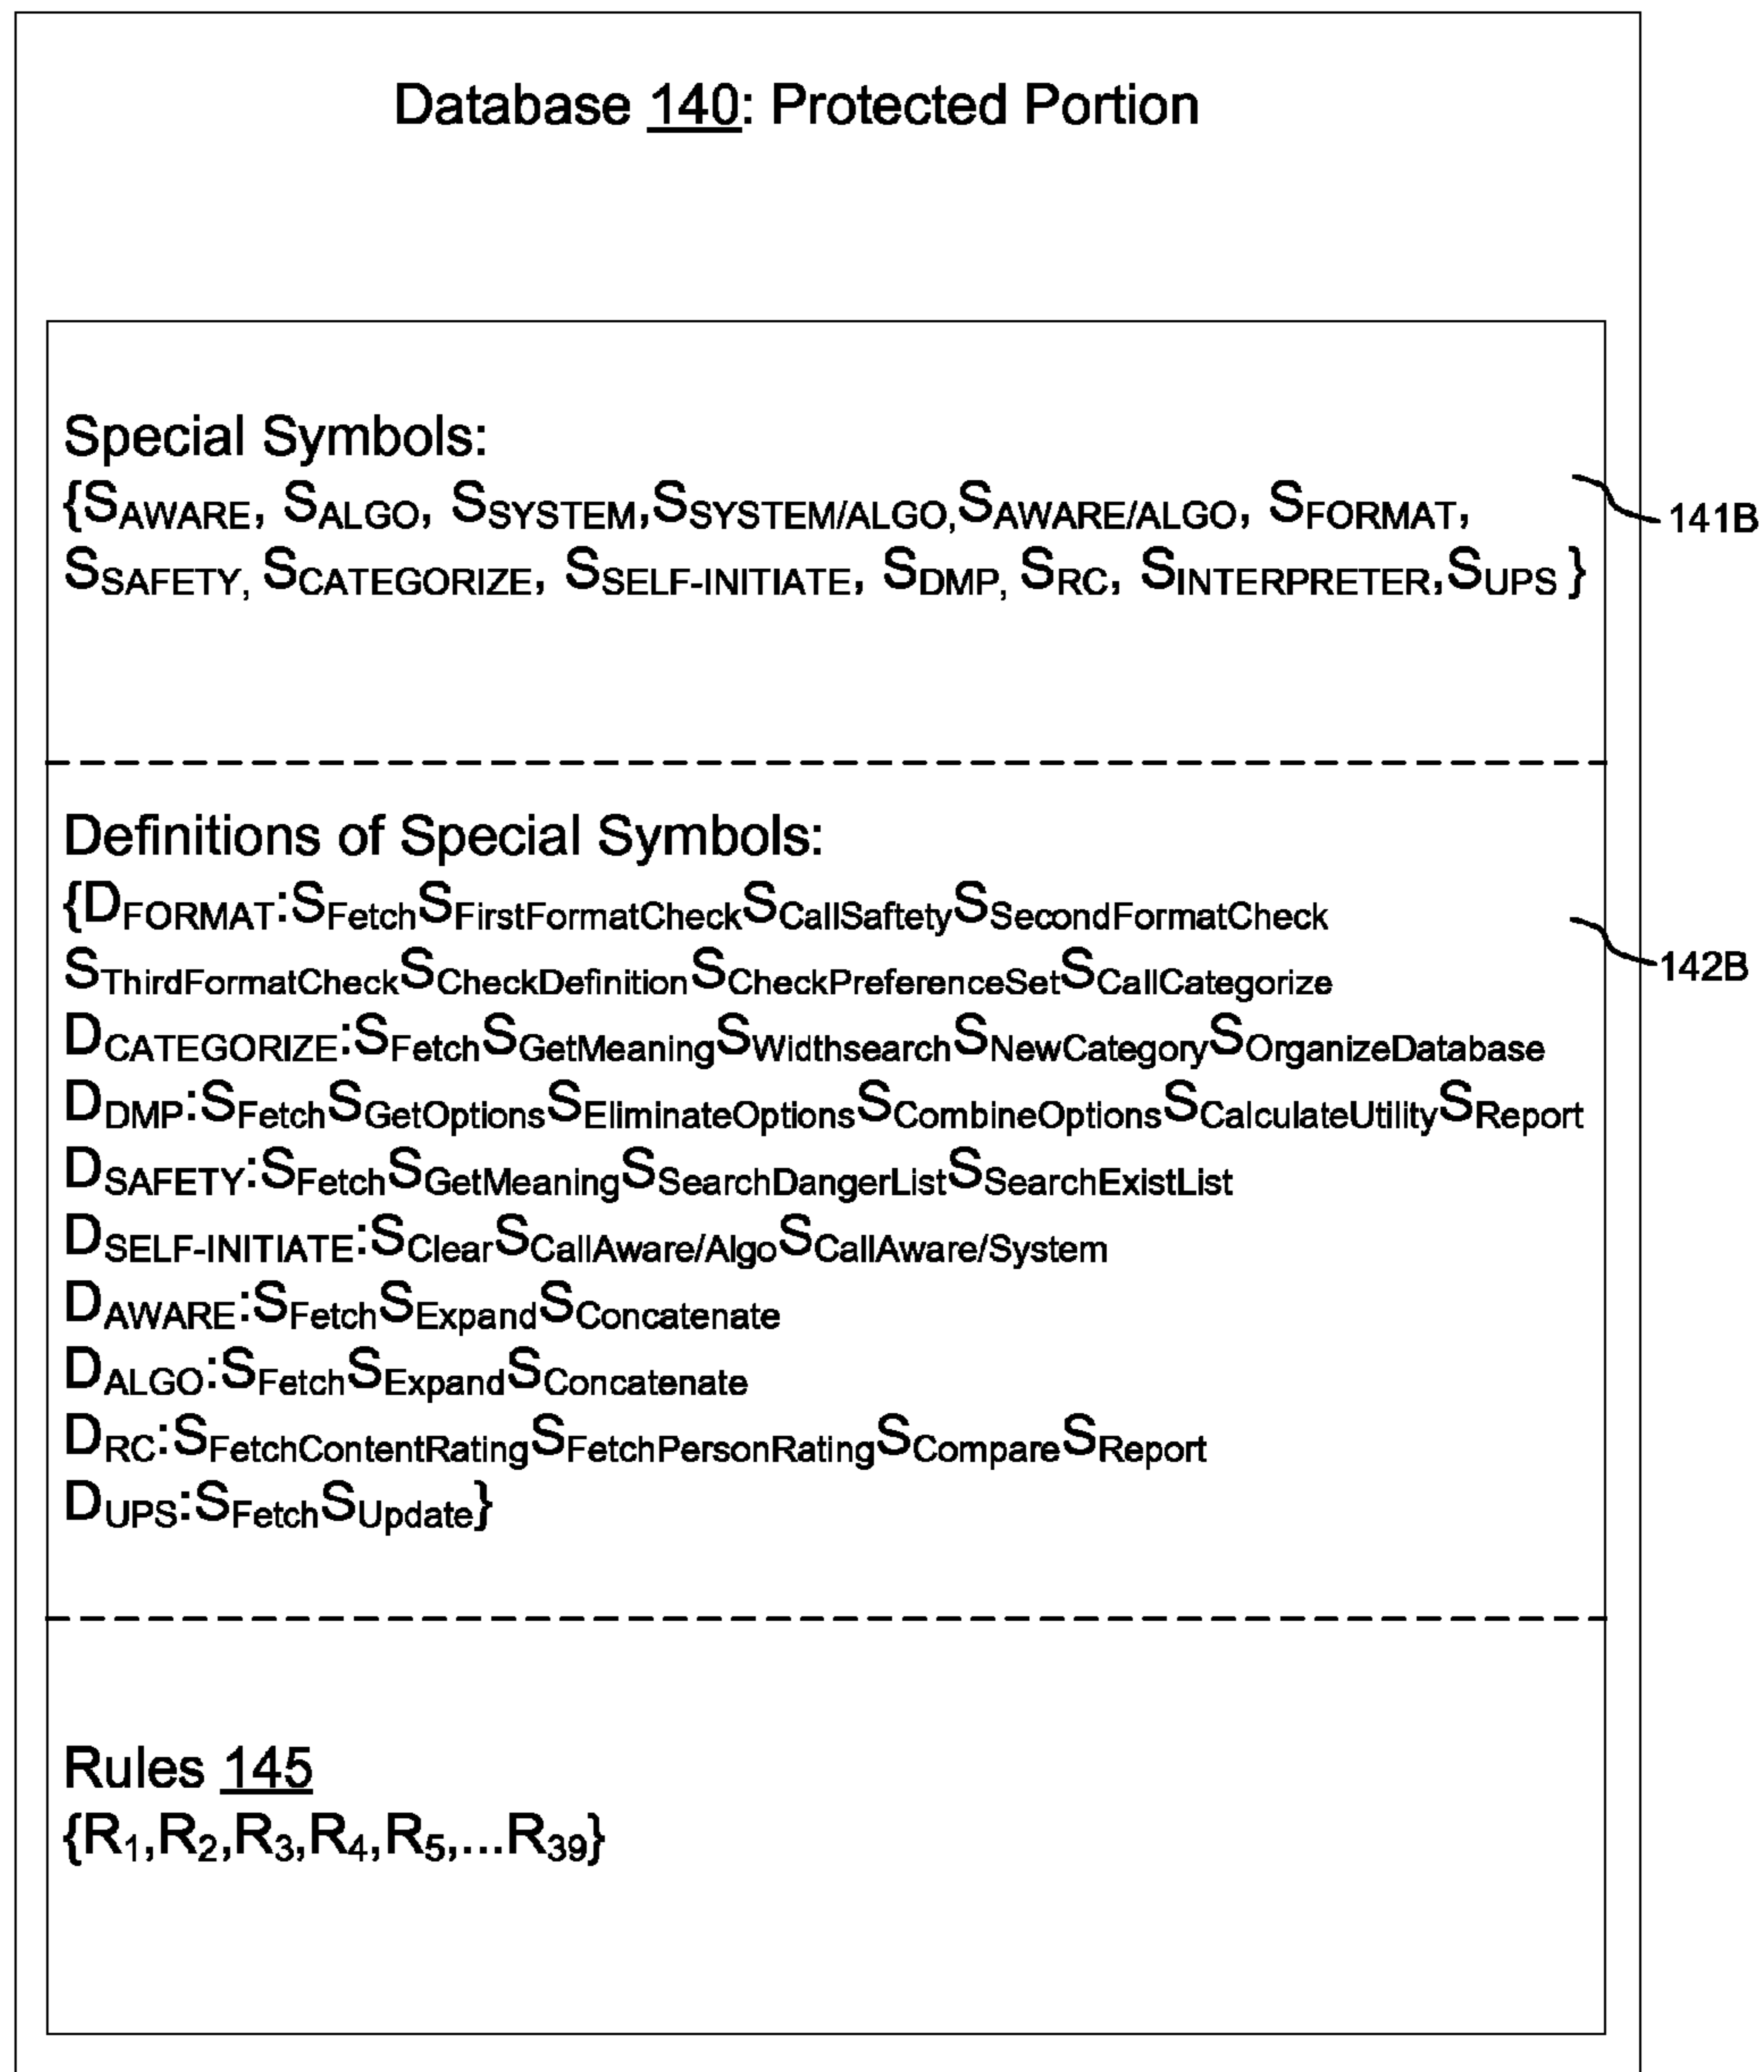 Database 140: Protected Portion
Special Symbols:
{SAWARE, SALGO, SSYSTEM,SSYSTEM/ALGO,SAWARE/ALGO, SFORMAT,
141B
SSAFETY, SCATEGORIZE, SSELF-INITIATE, SDMP, SRC, SINTERPRETER,SUPS }
Definitions of Special Symbols:
{DFORMAT:SFetchSFirstFormatCheckSCallSaftetySSecondFormatCheck
142B
SThirdFormatCheckSCheckDefinitionSCheckPreferenceSetSCallCategorize
DCATEGORIZE:SFetchSGetMeaningSWidthsearchSNewCategorySOrganizeDatabase
DDMP:SFetchSGetOptionsSEliminateOptionsSCombineOptionsSCalculateUtilitySReport
DSAFETY:SFetchSGetMeaningSSearchDangerListSSearchExistList
DSELF-INITIATE:SClearSCallAware/AlgoSCallAware/System
DAWARE:SFetchSExpandSConcatenate
DALGO:SFetchSExpandSConcatenate
DRC:SFetchContentRatingSFetchPersonRatingSCompareSReport
DUPS:SFetchSUpdate}
Rules 145
{R1,R2,R3,R4,R5,...R39}